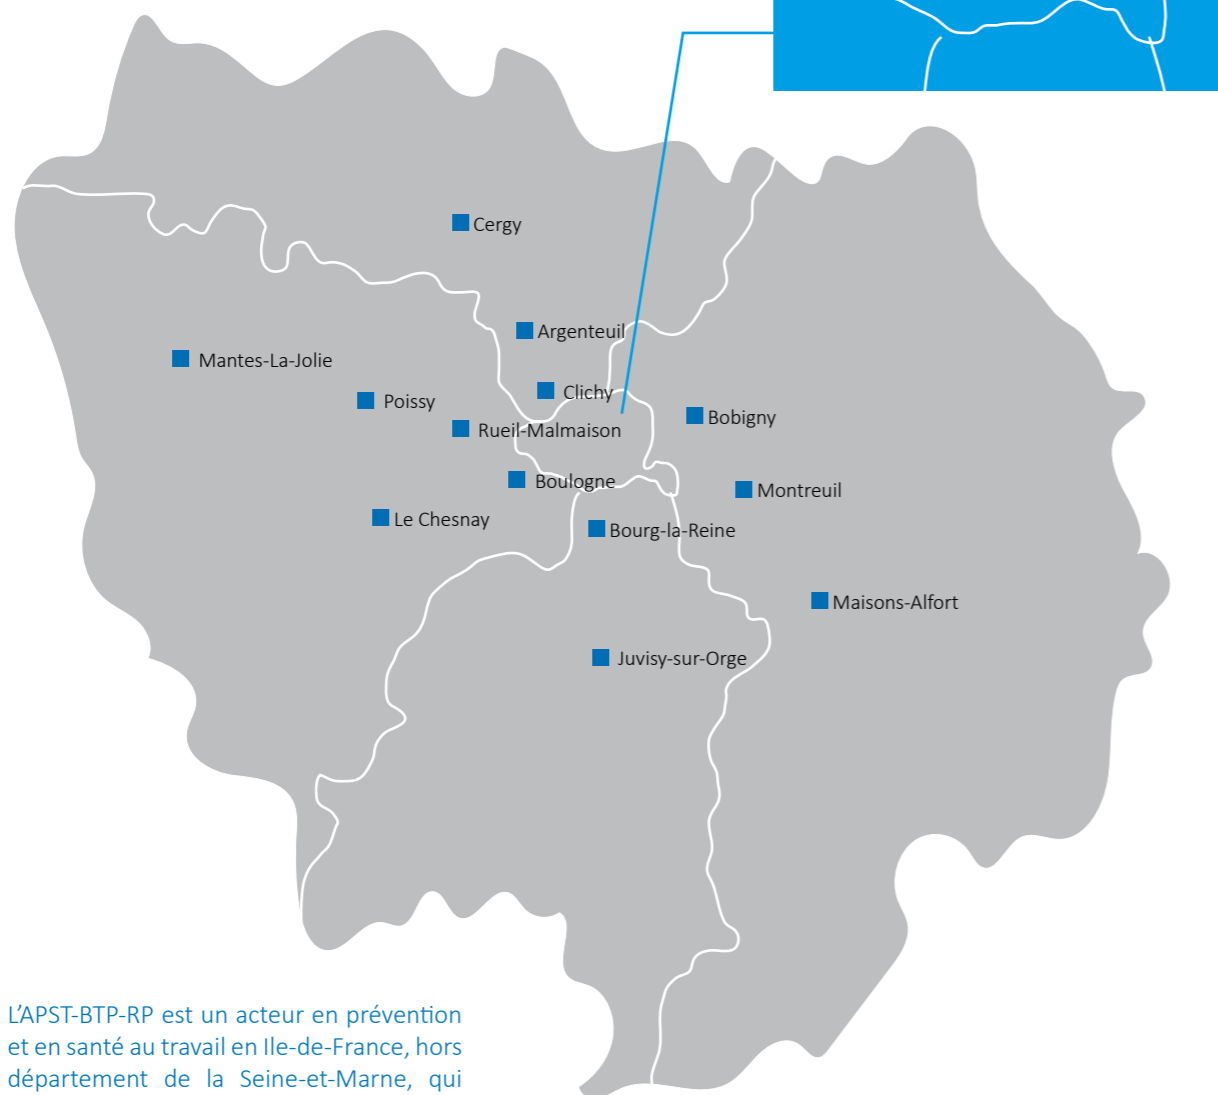 Cergy
Argenteuil
Mantes-La-Jolie
Clichy
Poissy
Bobigny
Rueil-Malmaison
Boulogne
Montreuil
Le Chesnay
Bourg-la-Reine
Maisons-Alfort
Juvisy-sur-Orge
L’APST-BTP-RP est un acteur en prévention
et en santé au travail en Ile-de-France, hors
département de la Seine-et-Marne, qui